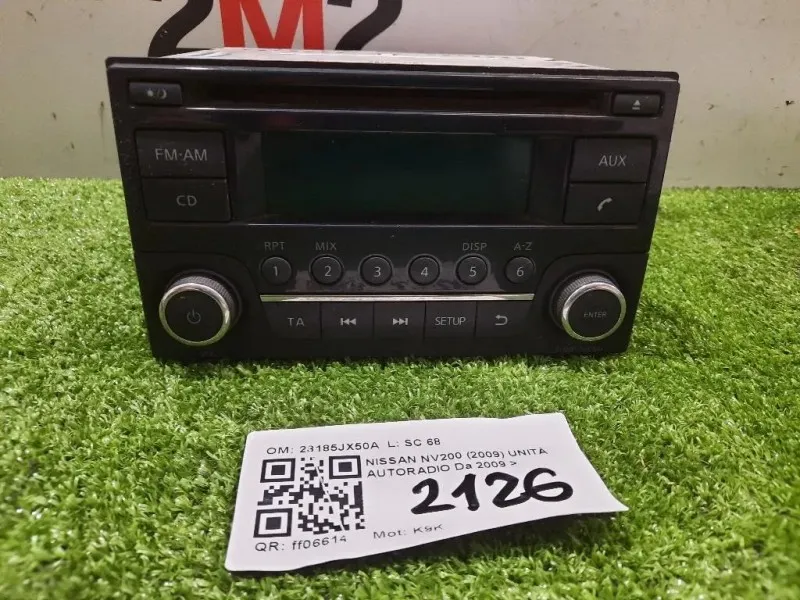 2M2
FM-AM
AUX
CD
RPT MIX DISP A-Z
1 2 3 4 5 6
TA SETUP
ENTER
OM: 28185JX50A L: SC 68
NISSAN NV200 (2009) UNITA
AUTORADIO Da 2009 >
2126
QR: ff06614 Mot: K9K